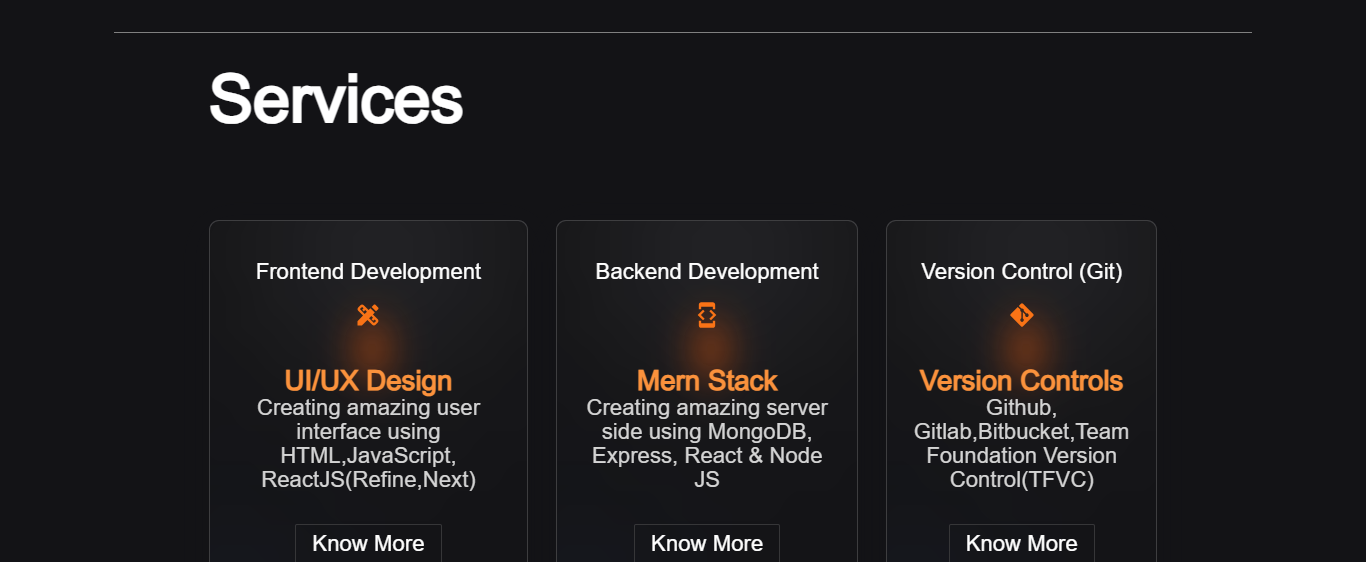 Services
Frontend Development
UI/UX Design
Creating amazing user
interface using
HTML,JavaScript,
ReactJS(Refine,Next)
Know More
Backend Development
Mern Stack
Creating amazing server
side using MongoDB,
Express, React & Node
JS
Know More
Version Control (Git)
Version Controls
Github,
Gitlab,Bitbucket,Team
Foundation Version
Control(TFVC)
Know More